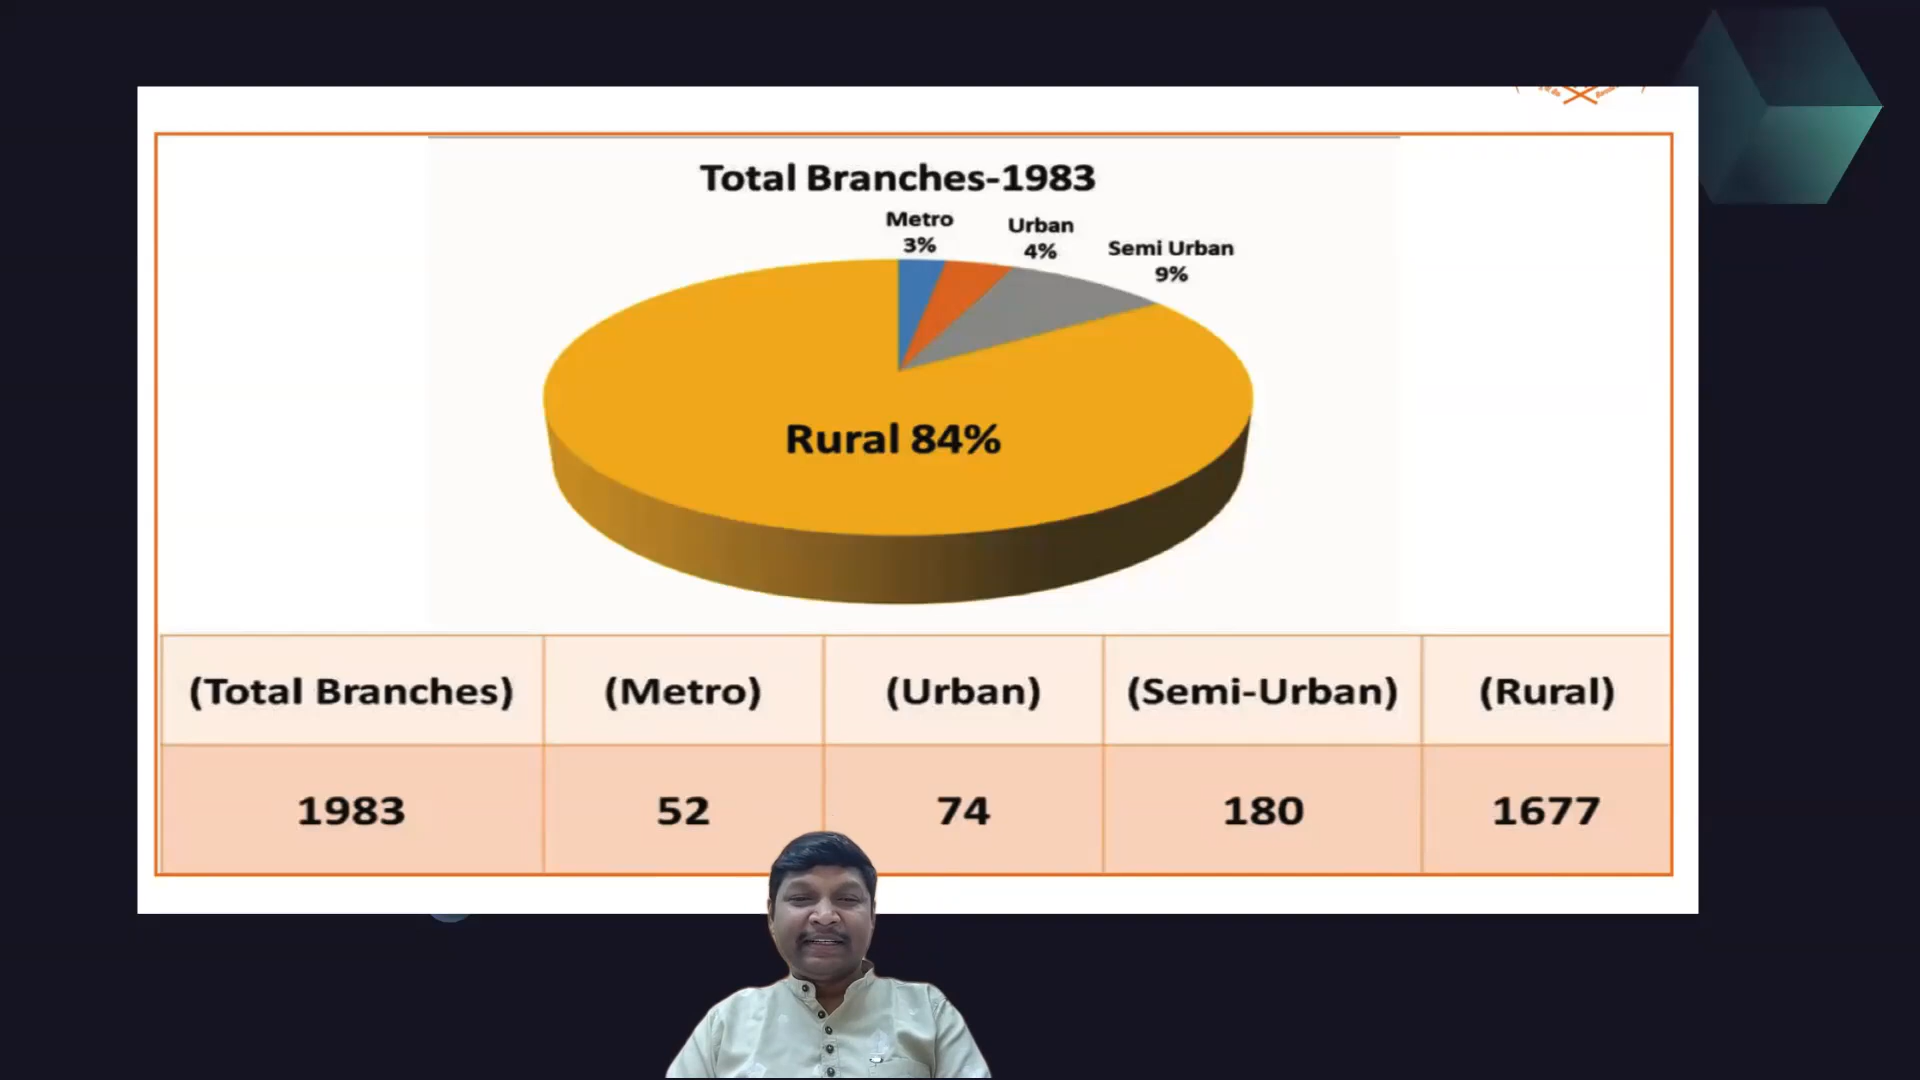 Total Branches-1983
Metro
3%
Urban
4%
Semi Urban
9%
Rural 84%
(Total Branches) (Metro) (Urban) (Semi-Urban) (Rural)
1983 52 74 180 1677